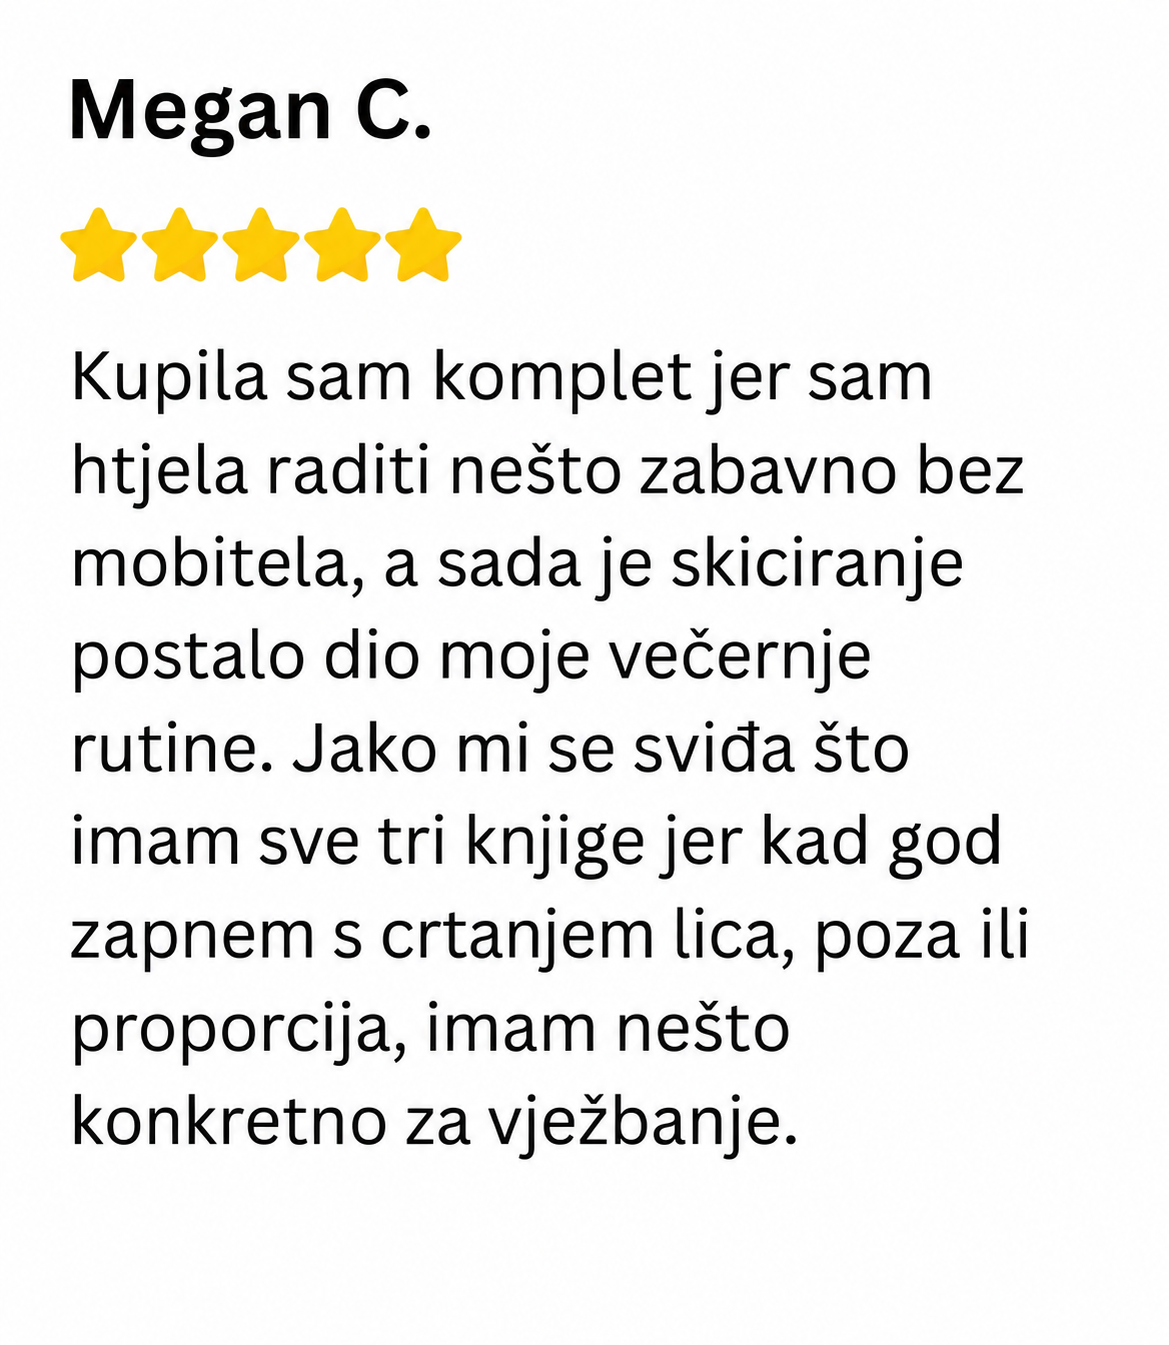 Megan C.
Kupila sam komplet jer sam
htjela raditi nešto zabavno bez
mobitela, a sada je skiciranje
postalo dio moje večernje
rutine. Jako mi se sviđa što
imam sve tri knjige jer kad god
zapnem s crtanjem lica, poza ili
proporcija, imam nešto
konkretno za vježbanje.